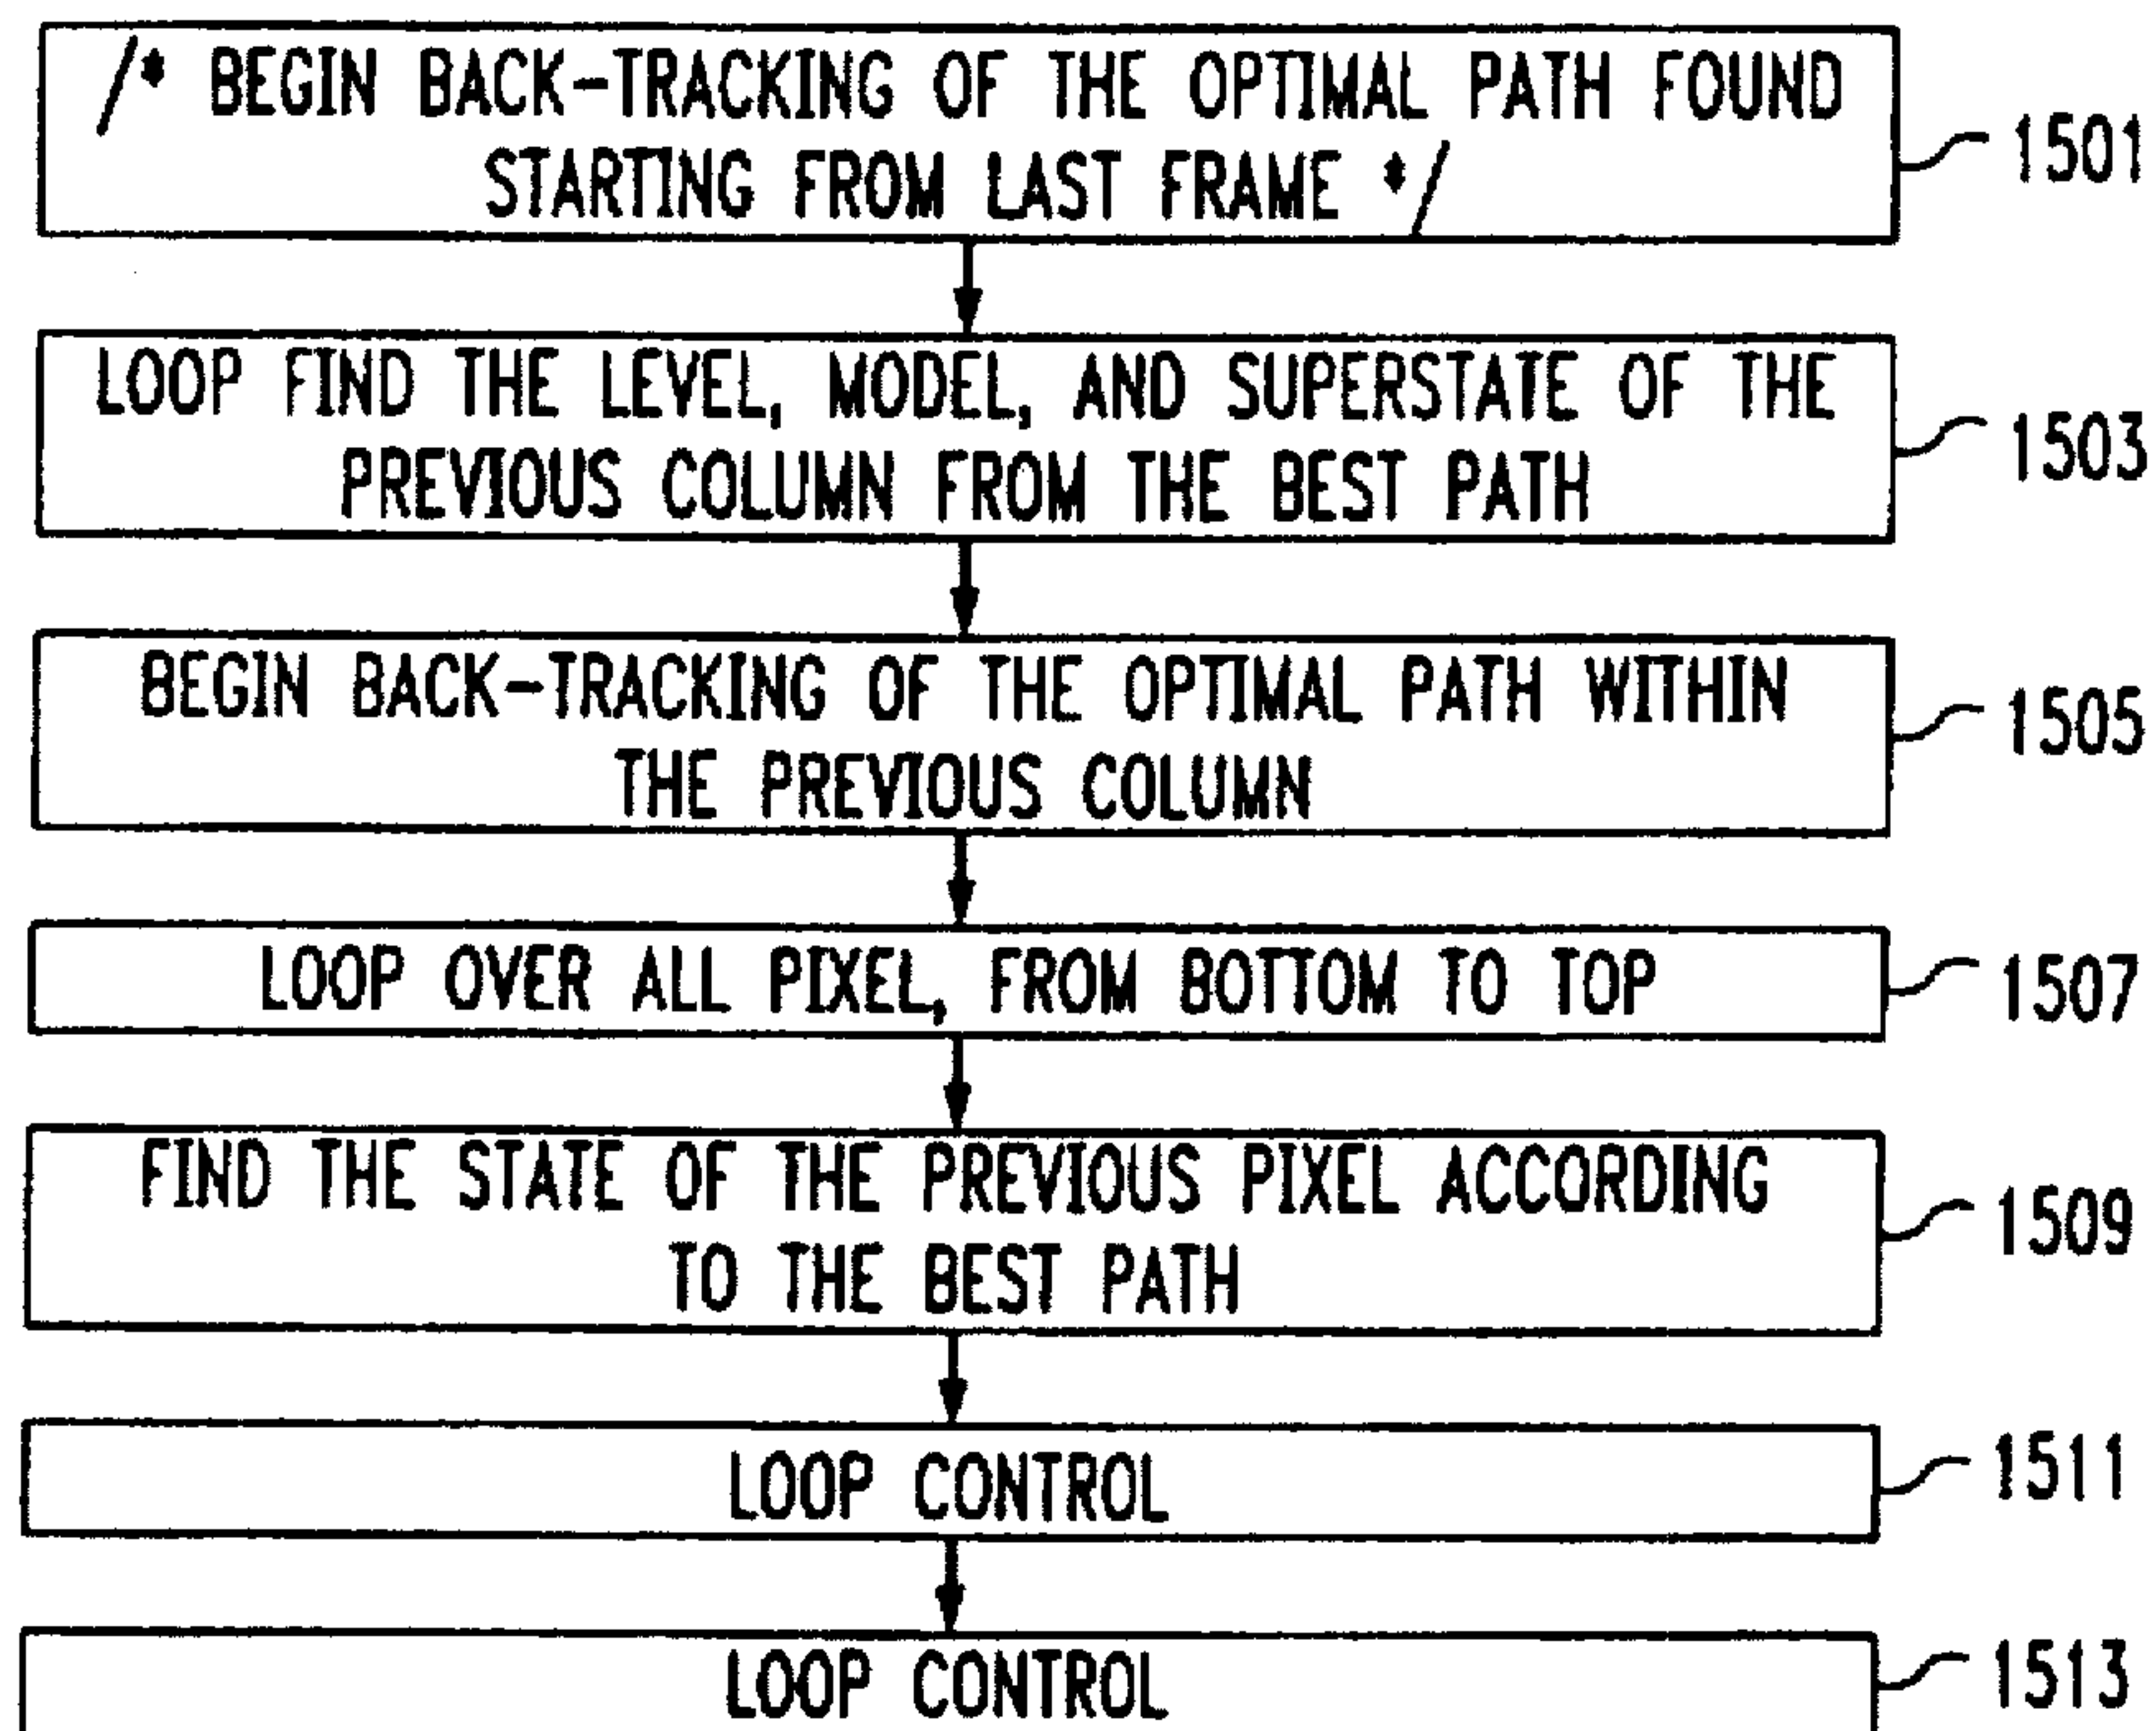 /* BEGIN BACK-TRACKING OF THE OPTIMAL PATH FOUND
STARTING FROM LAST FRAME */
1501
LOOP FIND THE LEVEL, MODEL, AND SUPERSTATE OF THE
PREVIOUS COLUMN FROM THE BEST PATH
1503
BEGIN BACK-TRACKING OF THE OPTIMAL PATH WITHIN
THE PREVIOUS COLUMN
1505
LOOP OVER ALL PIXEL, FROM BOTTOM TO TOP
1507
FIND THE STATE OF THE PREVIOUS PIXEL ACCORDING
TO THE BEST PATH
1509
LOOP CONTROL
1511
LOOP CONTROL
1513